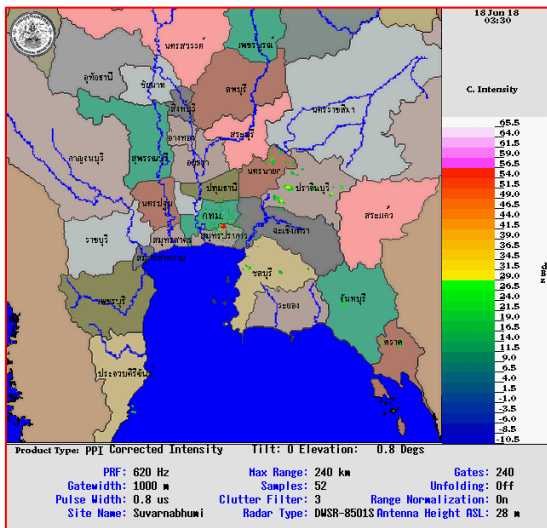 18 Jun 18
03:30
C. Intensity
65.5
64.0
61.5
59.0
56.5
54.0
51.5
49.0
46.5
44.0
41.5
39.0
36.5
34.0
31.5
29.0
26.5
24.0
21.5
19.0
16.5
14.0
11.5
9.0
6.5
4.0
1.5
-1.0
-3.5
-6.0
-8.5
-10.5
นครสวรรค์
เพชรบูรณ์
อุทัยธานี
ชัยนาท
สิงห์บุรี
ลพบุรี
นครราชสีมา
อ่างทอง
สระบุรี
กาญจนบุรี
สุพรรณบุรี
อยุธยา
นครนายก
ปราจีนบุรี
ปทุมธานี
นครปฐม
กทม.
สระแก้ว
ฉะเชิงเทรา
ราชบุรี
สมุทรสาคร
สมุทรปราการ
สมุทรสงคราม
เพชรบุรี
ชลบุรี
ระยอง
จันทบุรี
ตราด
ประจวบคีรีขันธ์
Product Type: PPI Corrected Intensity Tilt: 0 Elevation: 0.8 Degs
PRF: 620 Hz Max Range: 240 km Gates: 240
Gatewidth: 1000 m Samples: 52 Unfolding: Off
Pulse Width: 0.8 us Clutter Filter: 3 Range Normalization: On
Site Name: Suvarnabhumi Radar Type: DWSR-8501S Antenna Height ASL: 28 m